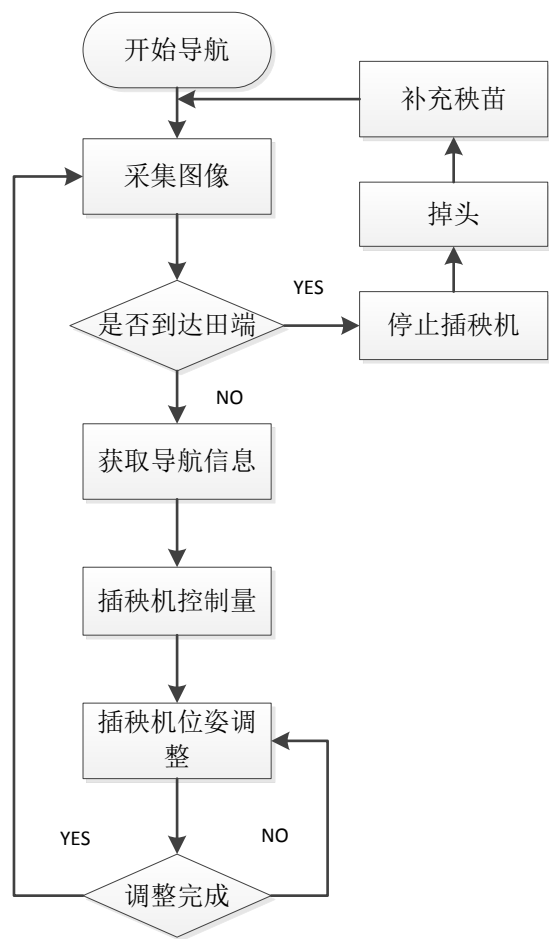 开始导航
补充秧苗
采集图像
掉头
YES
是否到达田端
停止插秧机
NO
获取导航信息
插秧机控制量
插秧机位姿调
整
YES
NO
调整完成